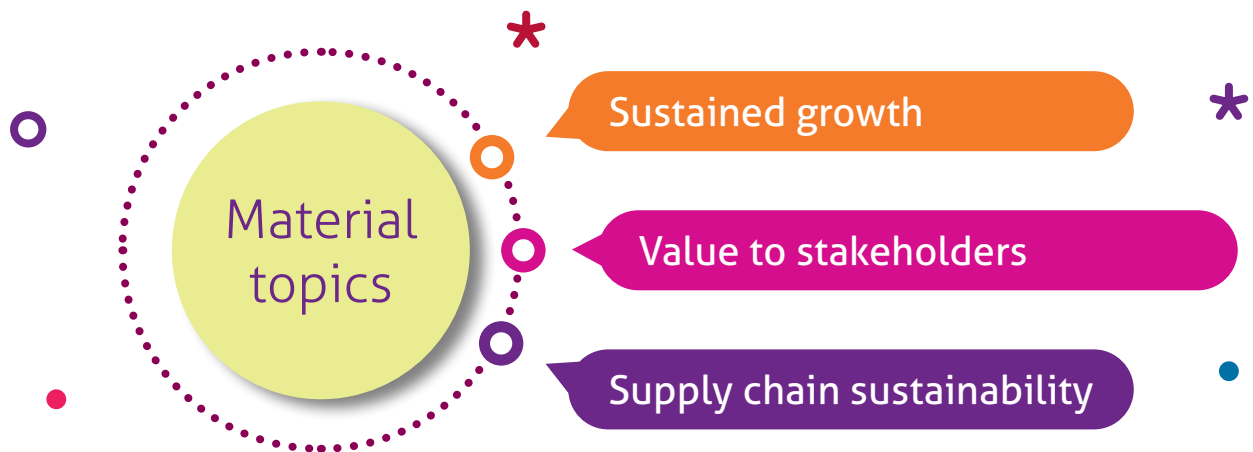 Material
topics
Sustained growth
Value to stakeholders
Supply chain sustainability